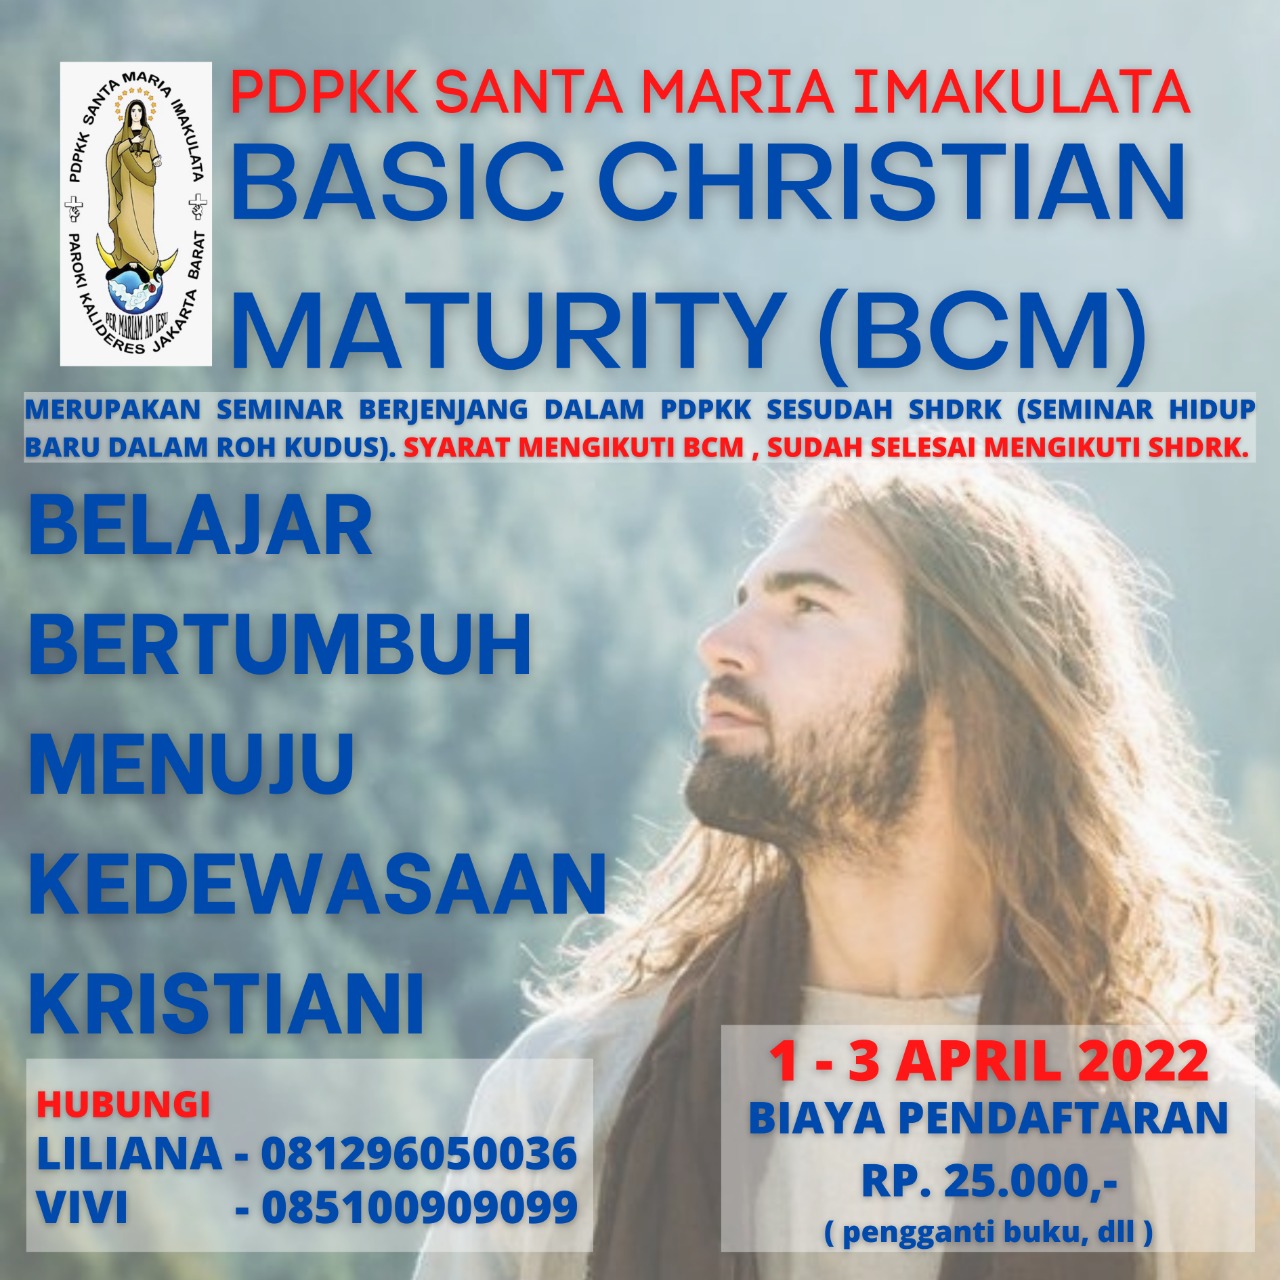 PDPKK SANTA MARIA IMAKULATA
PAROKI KALIDERES JAKARTA BARAT
PER MARIAM AD IESU
PDPKK SANTA MARIA IMAKULATA
BASIC CHRISTIAN
MATURITY (BCM)
MERUPAKAN SEMINAR BERJENJANG DALAM PDPKK SESUDAH SHDRK (SEMINAR HIDUP
BARU DALAM ROH KUDUS). SYARAT MENGIKUTI BCM , SUDAH SELESAI MENGIKUTI SHDRK.
BELAJAR
BERTUMBUH
MENUJU
KEDEWASAAN
KRISTIANI
HUBUNGI
LILIANA - 081296050036
VIVI - 085100909099
1 - 3 APRIL 2022
BIAYA PENDAFTARAN
RP. 25.000,-
( pengganti buku, dll )